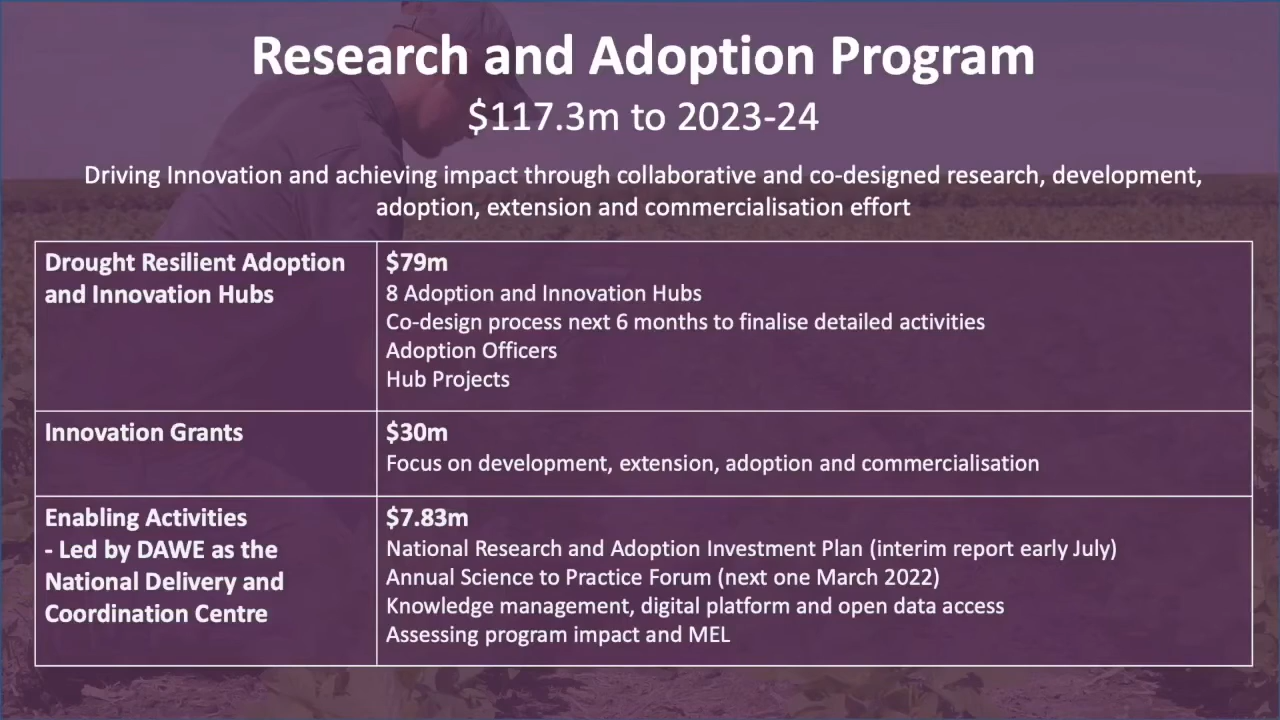 Research and Adoption Program
$117.3m to 2023-24
Driving Innovation and achieving impact through collaborative and co-designed research, development,
adoption, extension and commercialisation effort
Drought Resilient Adoption
and Innovation Hubs
$79m
8 Adoption and Innovation Hubs
Co-design process next 6 months to finalise detailed activities
Adoption Officers
Hub Projects
Innovation Grants
$30m
Focus on development, extension, adoption and commercialisation
Enabling Activities
- Led by DAWE as the
National Delivery and
Coordination Centre
$7.83m
National Research and Adoption Investment Plan (interim report early July)
Annual Science to Practice Forum (next one March 2022)
Knowledge management, digital platform and open data access
Assessing program impact and MEL